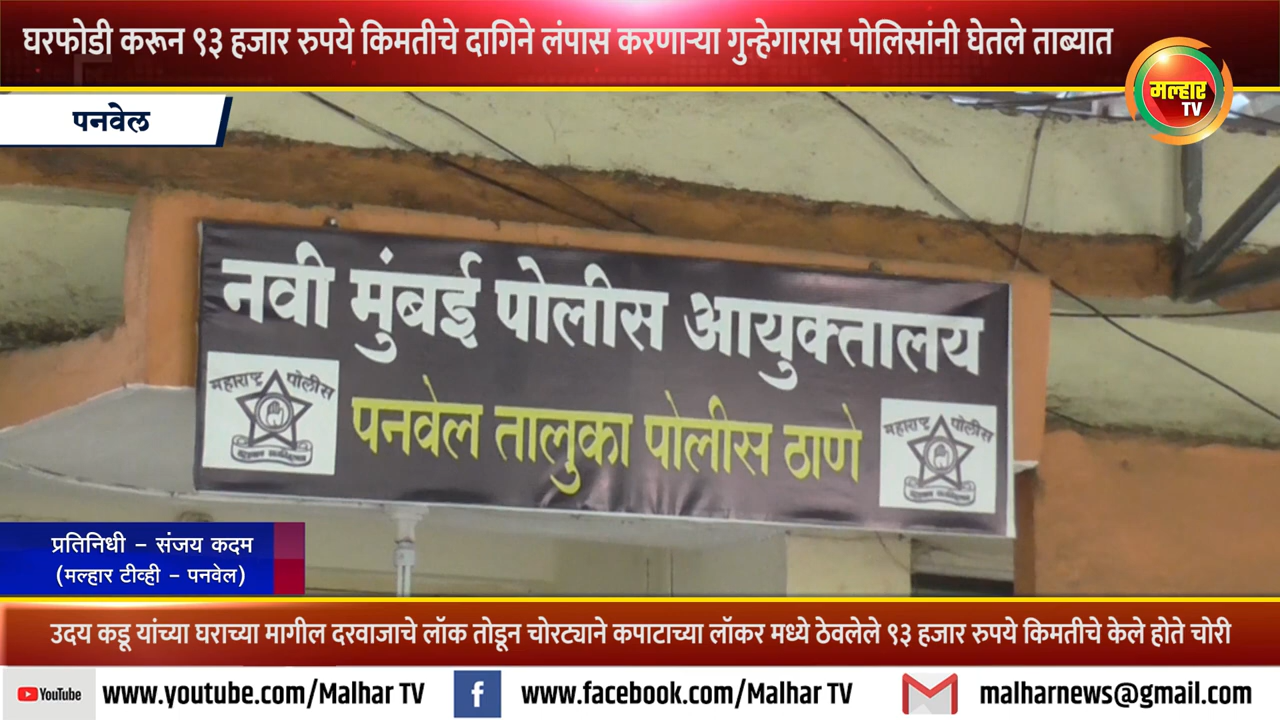 घरफोडी करून ९३ हजार रुपये किमतीचे दागिने लंपास करणाऱ्या गुन्हेगारास पोलिसांनी घेतले ताब्यात
मल्हार
TV
पनवेल
नवी मुंबई पोलीस आयुक्तालय
महाराष्ट्र पोलीस
पनवेल तालुका पोलीस ठाणे
महाराष्ट्र पोलीस
प्रतिनिधी – संजय कदम
(मल्हार टीव्ही – पनवेल)
उदय कडू यांच्या घराच्या मागील दरवाजाचे लॉक तोडून चोरट्याने कपाटाच्या लॉकर मध्ये ठेवलेले ९३ हजार रुपये किमतीचे केले होते चोरी
YouTube www.youtube.com/Malhar TV www.facebook.com/Malhar TV malharnews@gmail.com